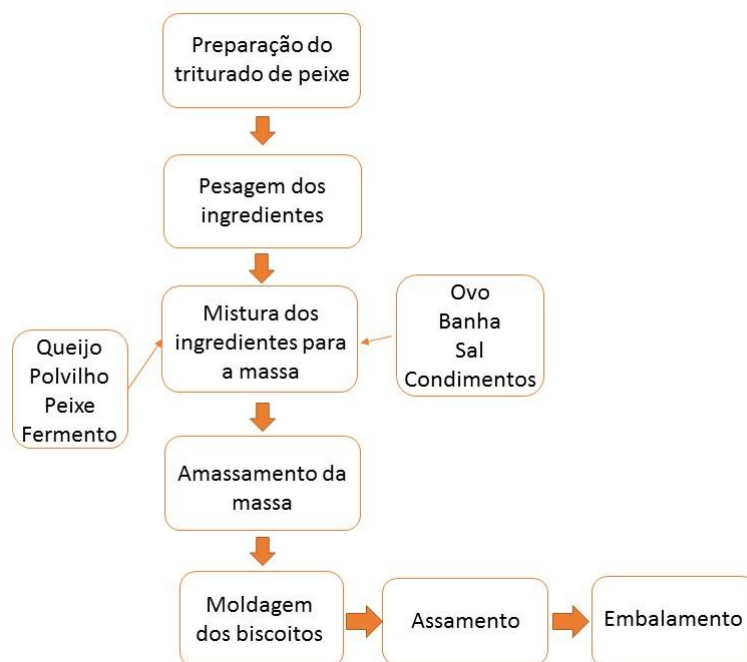 Preparação do
triturado de peixe
Pesagem dos
ingredientes
Mistura dos
ingredientes para
a massa
Ovo
Banha
Sal
Condimentos
Queijo
Polvilho
Peixe
Fermento
Amassamento da
massa
Moldagem
dos biscoitos
Assamento
Embalamento